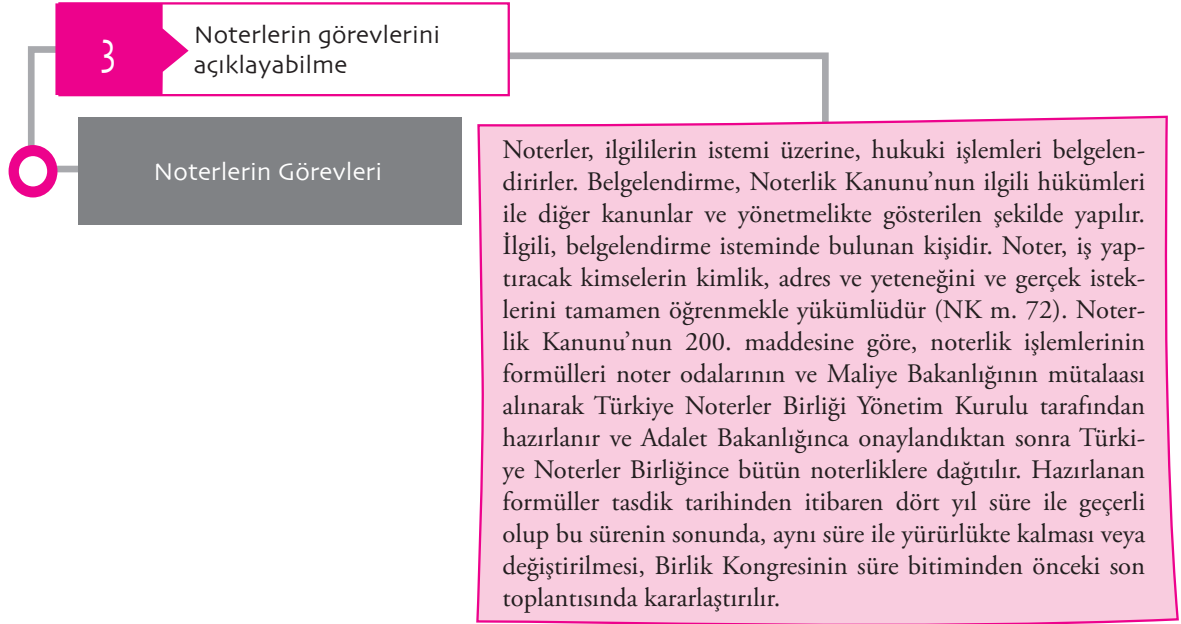 3
Noterlerin görevlerini
açıklayabilme
Noterlerin Görevleri
Noterler, ilgililerin istemi üzerine, hukuki işlemleri belgelen-
dirirler. Belgelendirme, Noterlik Kanunu’nun ilgili hükümleri
ile diğer kanunlar ve yönetmelikte gösterilen şekilde yapılır.
İlgili, belgelendirme isteminde bulunan kişidir. Noter, iş yap-
tıracak kimselerin kimlik, adres ve yeteneğini ve gerçek istek-
lerini tamamen öğrenmekle yükümlüdür (NK m. 72). Noter-
lik Kanunu’nun 200. maddesine göre, noterlik işlemlerinin
formülleri noter odalarının ve Maliye Bakanlığının mütalaası
alınarak Türkiye Noterler Birliği Yönetim Kurulu tarafından
hazırlanır ve Adalet Bakanlığınca onaylandıktan sonra Türki-
ye Noterler Birliğince bütün noterliklere dağıtılır. Hazırlanan
formüller tasdik tarihinden itibaren dört yıl süre ile geçerli
olup bu sürenin sonunda, aynı süre ile yürürlükte kalması veya
değiştirilmesi, Birlik Kongresinin süre bitiminden önceki son
toplantısında kararlaştırılır.